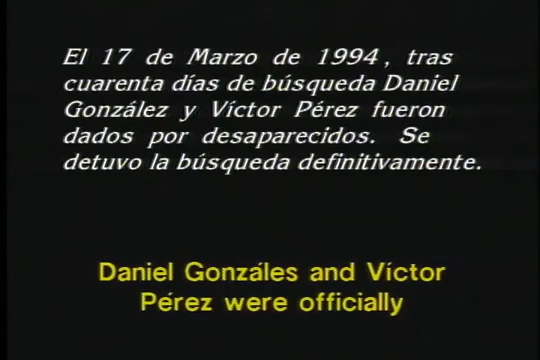 El 17 de Marzo de 1994, tras
cuarenta días de búsqueda Daniel
González y Víctor Pérez fueron
dados por desaparecidos. Se
detuvo la búsqueda definitivamente.
Daniel Gonzáles and Víctor
Pérez were officially